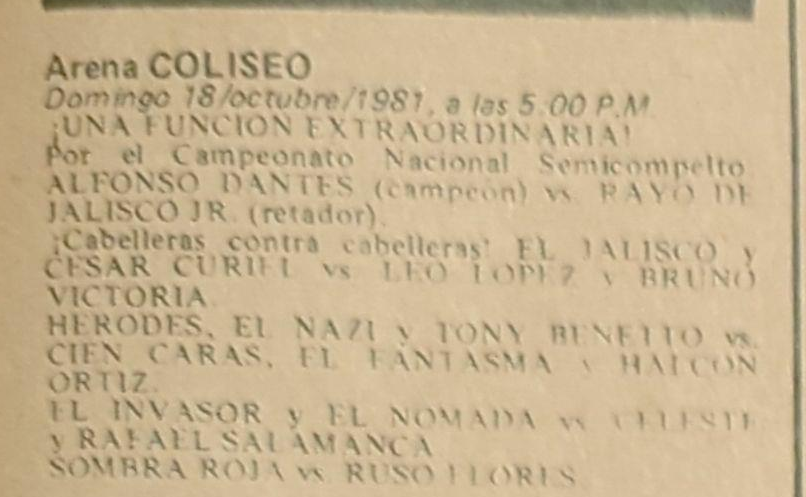 Arena COLISEO
Domingo 18/octubre/1981, a las 5:00 P.M.
¡UNA FUNCION EXTRAORDINARIA!
Por el Campeonato Nacional Semicompelto
ALFONSO DANTES (campeón) vs. RAYO DE
JALISCO JR. (retador).
¡Cabelleras contra cabelleras! EL JALISCO y
CESAR CURIEL vs LEO LOPEZ y BRUNO
VICTORIA.
HERODES, EL NAZI y TONY BENETTO vs.
CIEN CARAS, EL FANTASMA y HALCON
ORTIZ.
EL INVASOR y EL NOMADA vs CELESTE
y RAFAEL SALAMANCA
SOMBRA ROJA vs RUSO FLORES